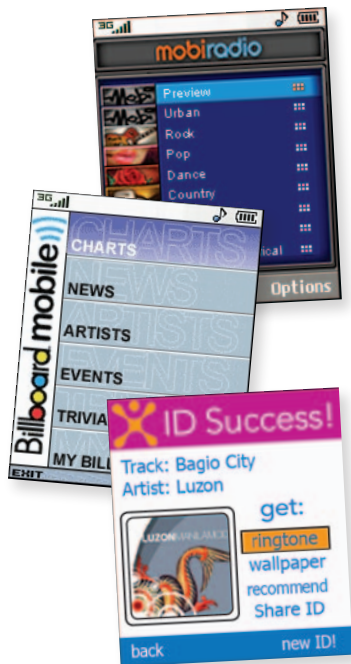 3G
mobiradio
Preview
Urban
Rock
Pop
Dance
Country
ical
Options
3G
Billboard mobile
CHARTS
NEWS
ARTISTS
EVENTS
TRIVIA
MY BILL
EXIT
ID Success!
Track: Bagio City
Artist: Luzon
get:
LUZONMANILAMOOD
ringtone
wallpaper
recommend
Share ID
back new ID!